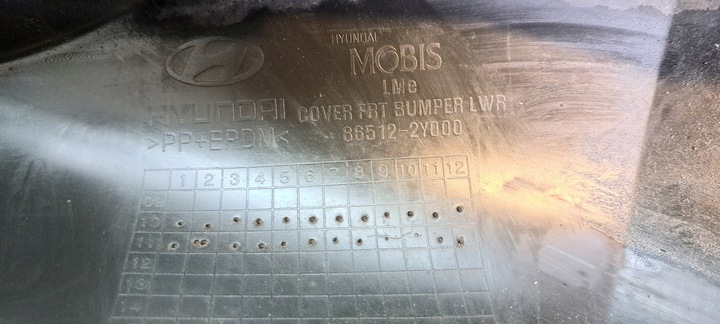 HYUNDAI
MOBIS
LMe
HYUNDAI COVER FRT BUMPER LWR
>PP+EPDM< 86512-2Y000
1 2 3 4 5 6 7 8 9 10 11 12
09
10
11
12
13
14